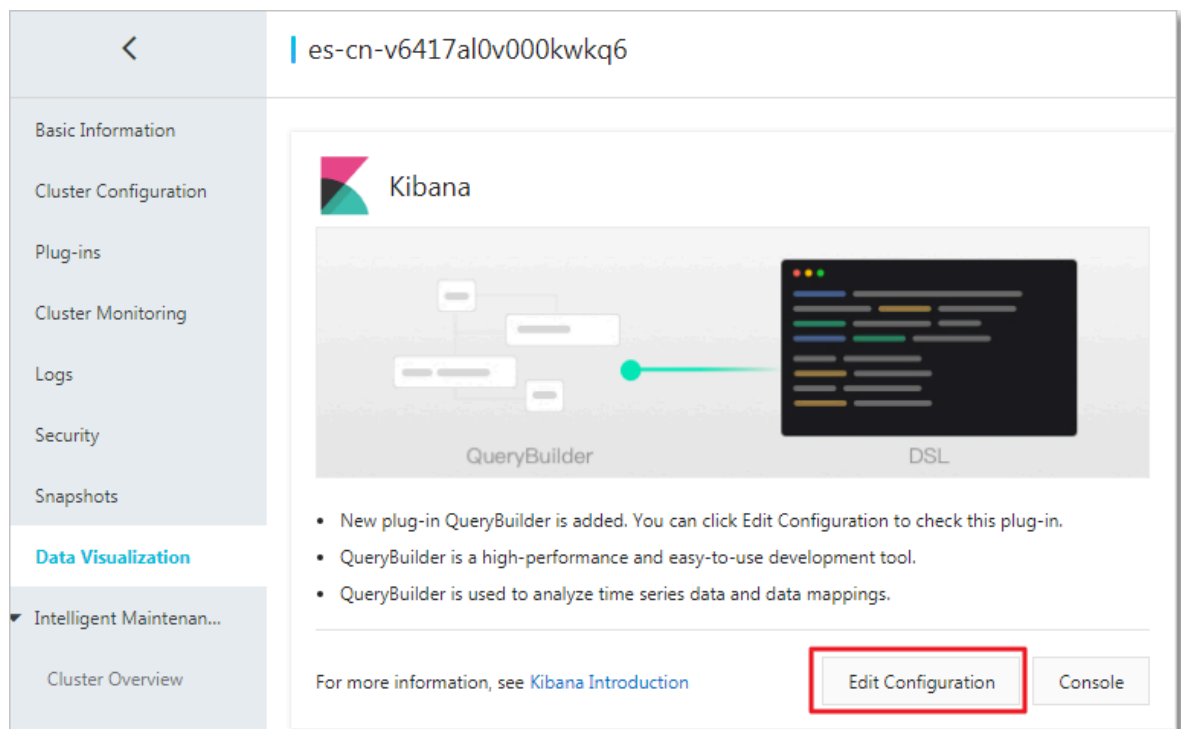 es-cn-v6417al0v000kwkq6
Basic Information
Cluster Configuration
Plug-ins
Cluster Monitoring
Logs
Security
Snapshots
Data Visualization
Intelligent Maintenan...
Cluster Overview
Kibana
QueryBuilder
DSL
• New plug-in QueryBuilder is added. You can click Edit Configuration to check this plug-in.
• QueryBuilder is a high-performance and easy-to-use development tool.
• QueryBuilder is used to analyze time series data and data mappings.
For more information, see Kibana Introduction
Edit Configuration
Console